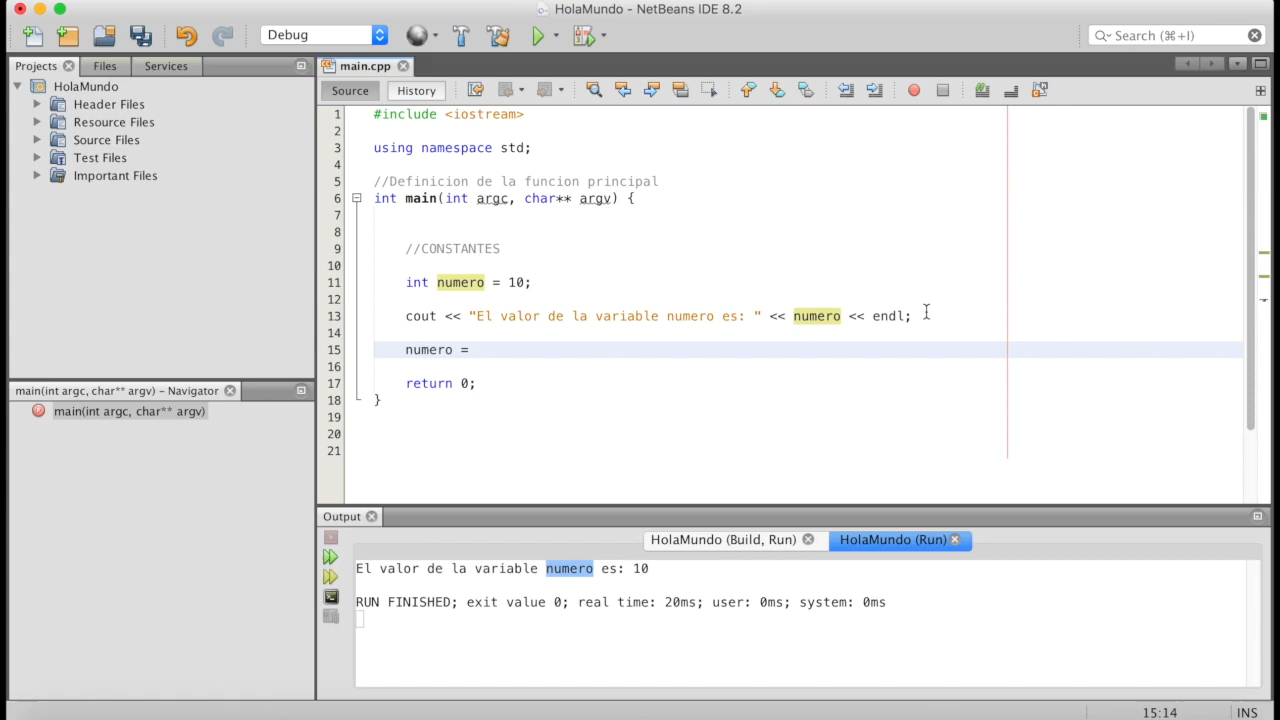 HolaMundo - NetBeans IDE 8.2
Debug
Search (⌘+I)
Projects
Files
Services
main.cpp
HolaMundo
Header Files
Resource Files
Source Files
Test Files
Important Files
Source
History
1 #include <iostream>
2
3 using namespace std;
4
5 //Definicion de la funcion principal
6 int main(int argc, char** argv) {
7
8
9 //CONSTANTES
10
11 int numero = 10;
12
13 cout << "El valor de la variable numero es: " << numero << endl;
14
15 numero =
16
17 return 0;
18 }
19
20
21
main(int argc, char** argv) – Navigator
main(int argc, char** argv)
Output
HolaMundo (Build, Run)
HolaMundo (Run)
El valor de la variable numero es: 10
RUN FINISHED; exit value 0; real time: 20ms; user: 0ms; system: 0ms
15:14
INS